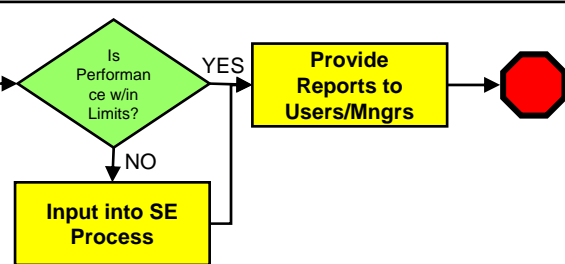 Is
Performan
ce w/in
Limits?
YES
Provide
Reports to
Users/Mngrs
NO
Input into SE
Process